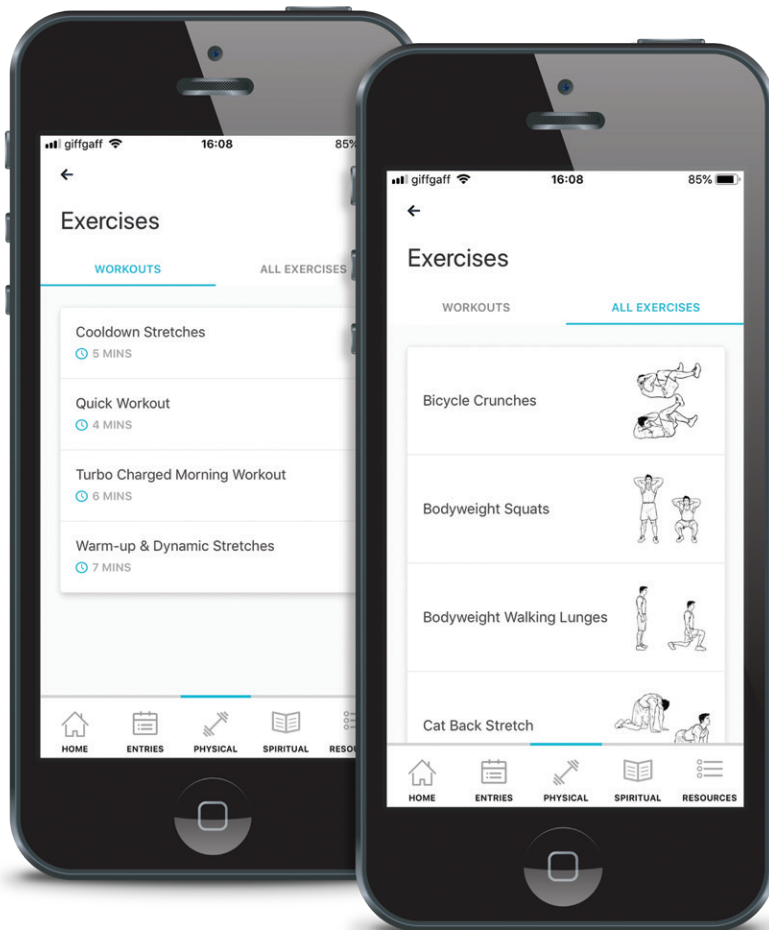 giffgaff
16:08
85%
Exercises
WORKOUTS
ALL EXERCISES
Cooldown Stretches
5 MINS
Quick Workout
4 MINS
Turbo Charged Morning Workout
6 MINS
Warm-up & Dynamic Stretches
7 MINS
HOME
ENTRIES
PHYSICAL
SPIRITUAL
RESOU
giffgaff
16:08
85%
Exercises
WORKOUTS
ALL EXERCISES
Bicycle Crunches
Bodyweight Squats
Bodyweight Walking Lunges
Cat Back Stretch
HOME
ENTRIES
PHYSICAL
SPIRITUAL
RESOURCES